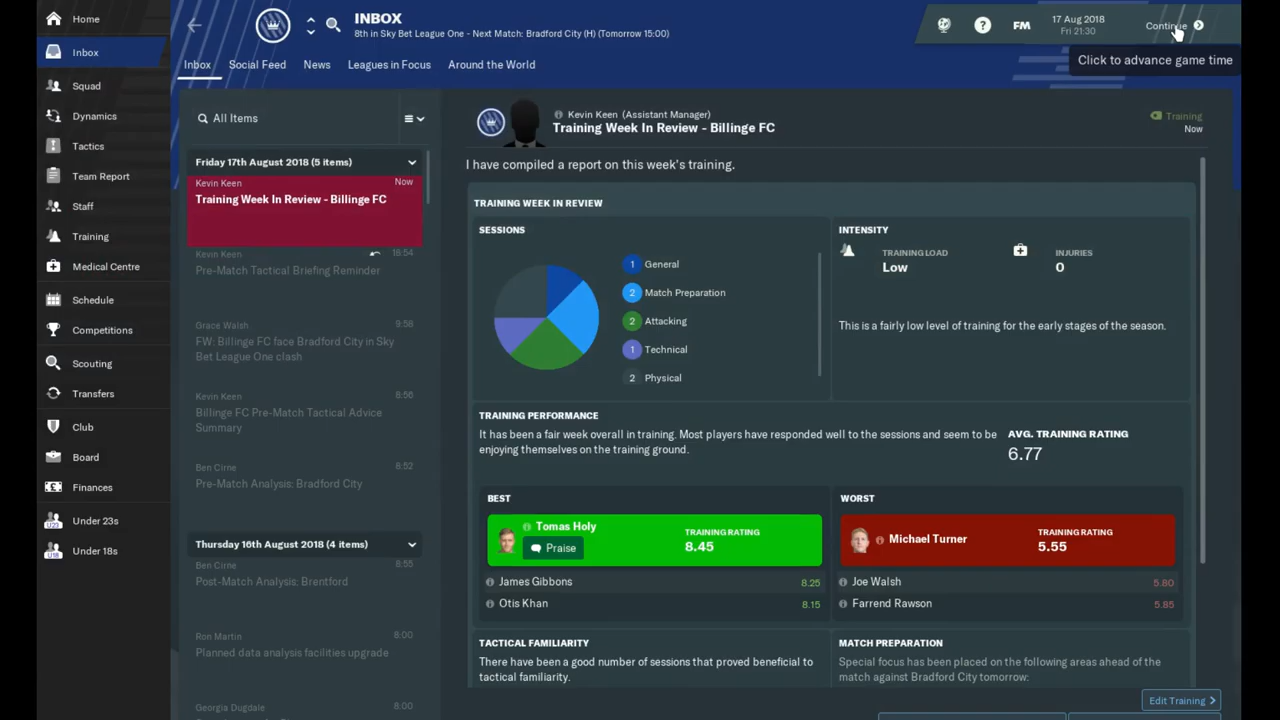 Home
Inbox
Squad
Dynamics
Tactics
Team Report
Staff
Training
Medical Centre
Schedule
Competitions
Scouting
Transfers
Club
Board
Finances
U23
Under 23s
U18
Under 18s
INBOX
8th in Sky Bet League One - Next Match: Bradford City (H) (Tomorrow 15:00)
?
FM
17 Aug 2018
Fri 21:30
Continue
Click to advance game time
Inbox
Social Feed
News
Leagues in Focus
Around the World
All Items
Friday 17th August 2018 (5 items)
Kevin Keen
Now
Training Week In Review - Billinge FC
Kevin Keen
18:54
Pre-Match Tactical Briefing Reminder
Grace Walsh
9:58
FW: Billinge FC face Bradford City in Sky
Bet League One clash
Kevin Keen
8:56
Billinge FC Pre-Match Tactical Advice
Summary
Ben Cirne
8:52
Pre-Match Analysis: Bradford City
Thursday 16th August 2018 (4 items)
Ben Cirne
8:55
Post-Match Analysis: Brentford
Ron Martin
8:00
Planned data analysis facilities upgrade
Georgia Dugdale
8:00
Kevin Keen (Assistant Manager)
Training Week In Review - Billinge FC
Training
Now
I have compiled a report on this week's training.
TRAINING WEEK IN REVIEW
SESSIONS
1 General
2 Match Preparation
2 Attacking
1 Technical
2 Physical
INTENSITY
TRAINING LOAD
Low
INJURIES
0
This is a fairly low level of training for the early stages of the season.
TRAINING PERFORMANCE
It has been a fair week overall in training. Most players have responded well to the sessions and seem to be
enjoying themselves on the training ground.
AVG. TRAINING RATING
6.77
BEST
Tomas Holy
Praise
TRAINING RATING
8.45
James Gibbons
8.25
Otis Khan
8.15
WORST
Michael Turner
TRAINING RATING
5.55
Joe Walsh
5.80
Farrend Rawson
5.85
TACTICAL FAMILIARITY
There have been a good number of sessions that proved beneficial to
tactical familiarity.
MATCH PREPARATION
Special focus has been placed on the following areas ahead of the
match against Bradford City tomorrow:
Edit Training